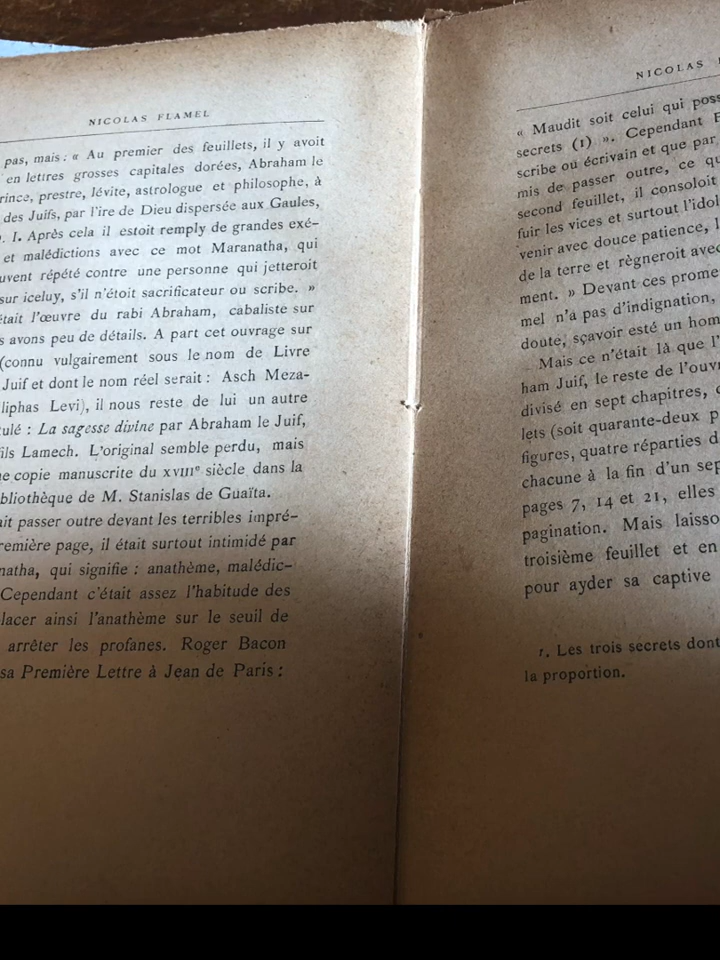 NICOLAS FLAMEL
pas, mais : « Au premier des feuillets, il y avoit
en lettres grosses capitales dorées, Abraham le
rince, prestre, lévite, astrologue et philosophe, à
des Juifs, par l'ire de Dieu dispersée aux Gaules,
. I. Après cela il estoit remply de grandes exé-
et malédictions avec ce mot Maranatha, qui
uvent répété contre une personne qui jetteroit
sur iceluy, s'il n'étoit sacrificateur ou scribe. »
était l'œuvre du rabi Abraham, cabaliste sur
s avons peu de détails. A part cet ouvrage sur
(connu vulgairement sous le nom de Livre
Juif et dont le nom réel serait : Asch Meza-
liphas Levi), il nous reste de lui un autre
tulé : La sagesse divine par Abraham le Juif,
fils Lamech. L'original semble perdu, mais
ne copie manuscrite du XVIIIe siècle dans la
bliothèque de M. Stanislas de Guaïta.
ait passer outre devant les terribles impré-
remière page, il était surtout intimidé par
natha, qui signifie : anathème, malédic-
Cependant c'était assez l'habitude des
lacer ainsi l'anathème sur le seuil de
arrêter les profanes. Roger Bacon
sa Première Lettre à Jean de Paris :
NICOLAS
« Maudit soit celui qui poss
secrets (1) ». Cependant F
scribe ou écrivain et que par
mis de passer outre, ce qu
second feuillet, il consoloit
fuir les vices et surtout l'idol
venir avec douce patience, l
de la terre et règneroit avec
ment. » Devant ces prome
mel n'a pas d'indignation,
doute, sçavoir esté un hom
Mais ce n'était là que l'
ham Juif, le reste de l'ouvr
divisé en sept chapitres, c
lets (soit quarante-deux p
figures, quatre réparties d
chacune à la fin d'un sep
pages 7, 14 et 21, elles
pagination. Mais laisso
troisième feuillet et en
pour ayder sa captive
1. Les trois secrets dont
la proportion.